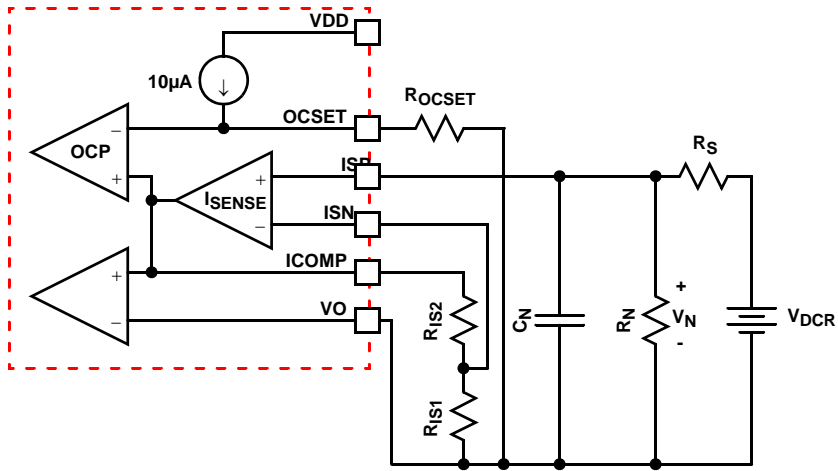 VDD
10µA
↓
OCSET
ROCSET
−
OCP
+
ISP
RS
+
ISENSE
−
ISN
ICOMP
+
−
VO
RIS2
RIS1
CN
RN
+
VN
-
VDCR